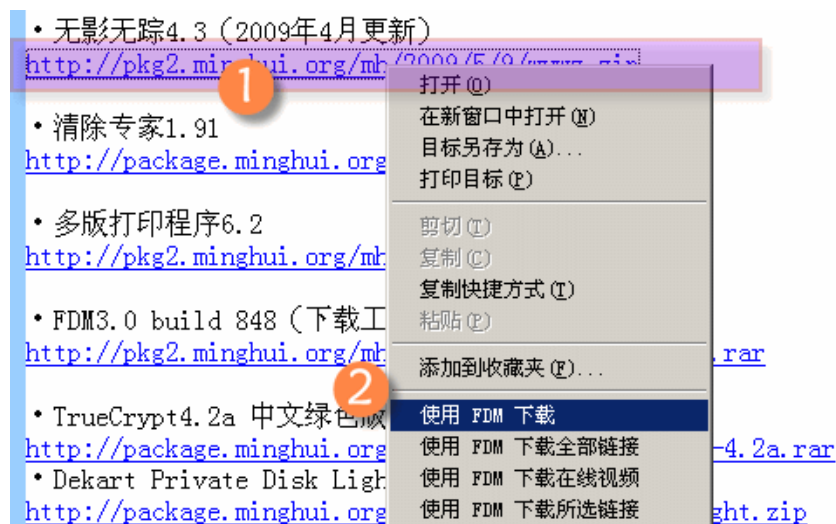 • 无影无踪4.3（2009年4月更新）
http://pkg2.minghui.org/mh/2009/5/9/wywz.zip
1
• 清除专家1.91
http://package.minghui.org
• 多版打印程序6.2
http://pkg2.minghui.org/mh
• FDM3.0 build 848（下载工
http://pkg2.minghui.org/mh .rar
2
• TrueCrypt4.2a 中文绿色版
http://package.minghui.org -4.2a.rar
• Dekart Private Disk Ligh
http://package.minghui.org ght.zip
打开(O)
在新窗口中打开(N)
目标另存为(A)...
打印目标(P)
剪切(T)
复制(C)
复制快捷方式(T)
粘贴(P)
添加到收藏夹(F)...
使用 FDM 下载
使用 FDM 下载全部链接
使用 FDM 下载在线视频
使用 FDM 下载所选链接